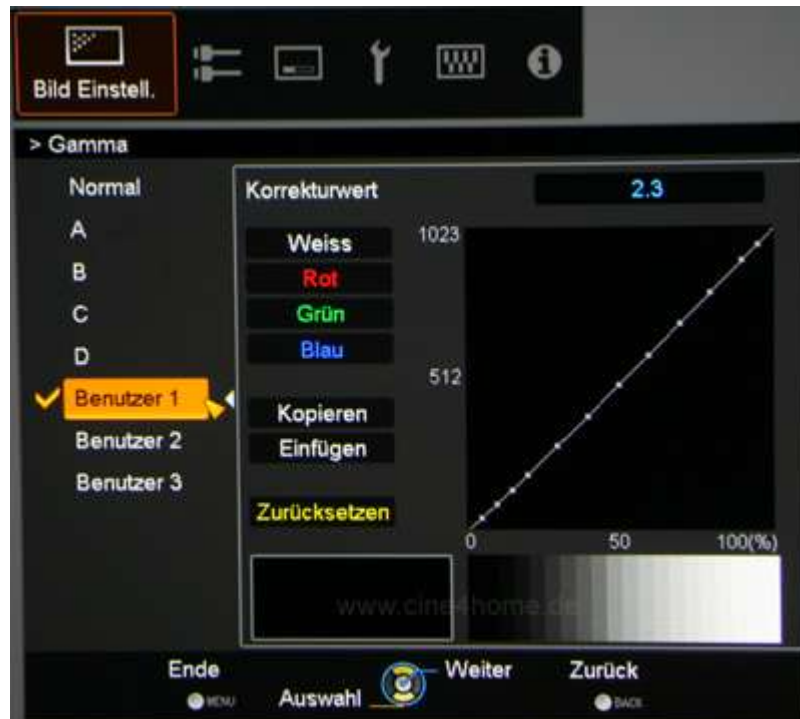 Bild Einstell.
> Gamma
Normal
A
B
C
D
Benutzer 1
Benutzer 2
Benutzer 3
Korrekturwert 2.3
Weiss
Rot
Grün
Blau
Kopieren
Einfügen
Zurücksetzen
1023
512
0 50 100(%)
www.cine4home.de
Ende Weiter Zurück
MENU Auswahl BACK